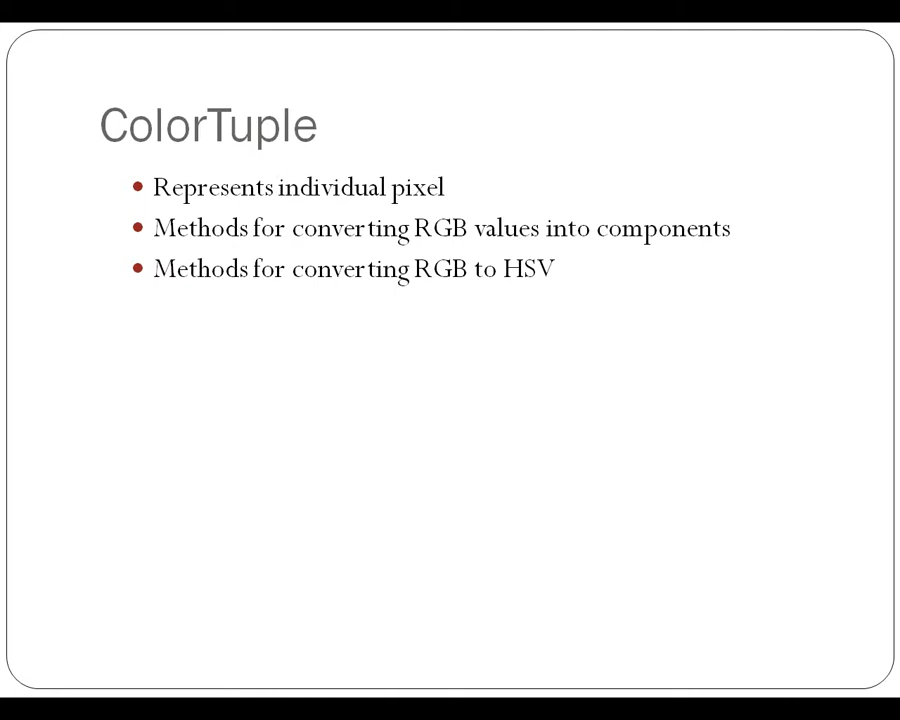 ColorTuple
• Represents individual pixel
• Methods for converting RGB values into components
• Methods for converting RGB to HSV